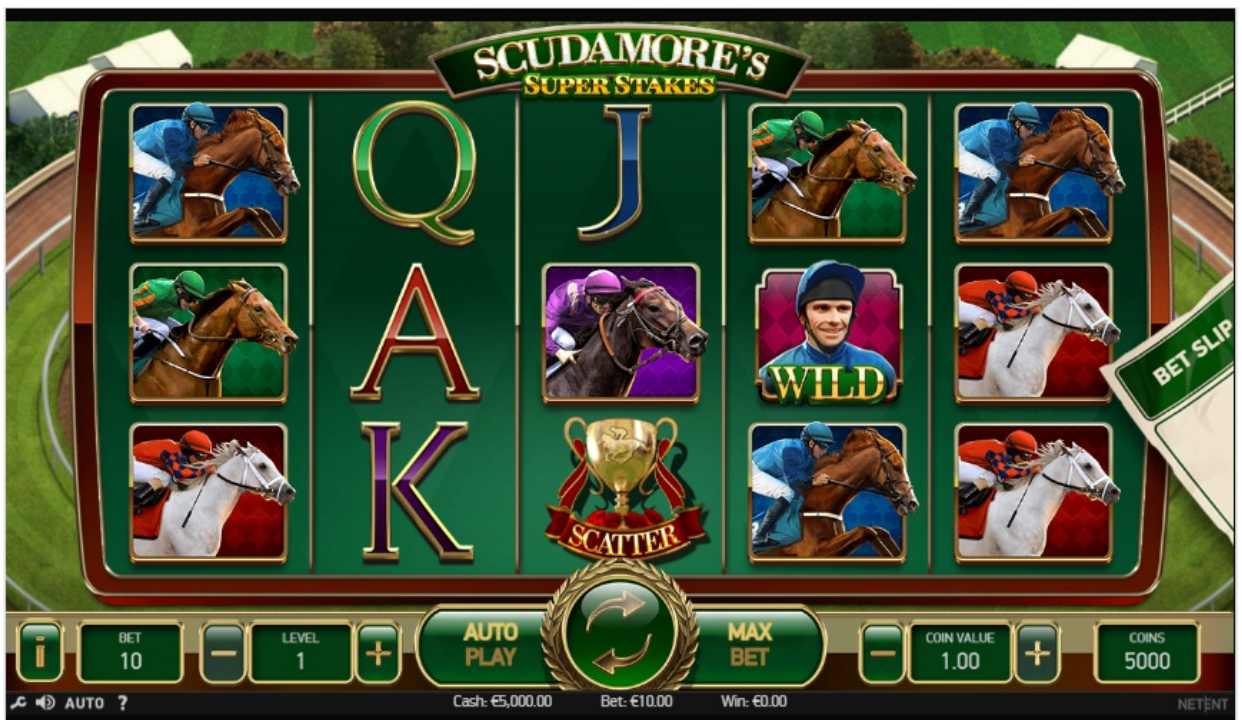 SCUDAMORE'S
SUPER STAKES
Q
J
A
WILD
BET SLIP
K
SCATTER
i
BET
10
−
LEVEL
1
+
AUTO
PLAY
MAX
BET
−
COIN VALUE
1.00
+
COINS
5000
AUTO ?
Cash: €5,000.00
Bet: €10.00
Win: €0.00
NETENT